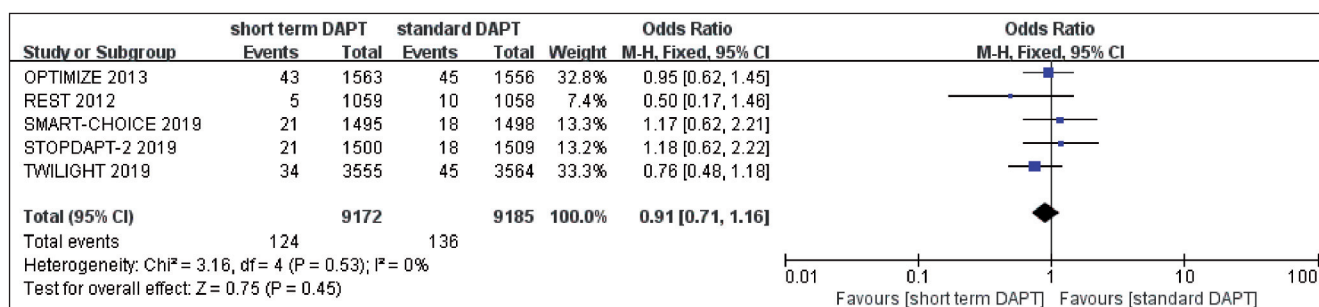 short term DAPT standard DAPT Odds Ratio Odds Ratio
Study or Subgroup Events Total Events Total Weight M-H, Fixed, 95% CI M-H, Fixed, 95% CI
OPTIMIZE 2013 43 1563 45 1556 32.8% 0.95 [0.62, 1.45]
REST 2012 5 1059 10 1058 7.4% 0.50 [0.17, 1.46]
SMART-CHOICE 2019 21 1495 18 1498 13.3% 1.17 [0.62, 2.21]
STOPDAPT-2 2019 21 1500 18 1509 13.2% 1.18 [0.62, 2.22]
TWILIGHT 2019 34 3555 45 3564 33.3% 0.76 [0.48, 1.18]
Total (95% CI) 9172 9185 100.0% 0.91 [0.71, 1.16]
Total events 124 136
Heterogeneity: Chi² = 3.16, df = 4 (P = 0.53); I² = 0%
Test for overall effect: Z = 0.75 (P = 0.45)
0.01 0.1 1 10 100
Favours [short term DAPT] Favours [standard DAPT]